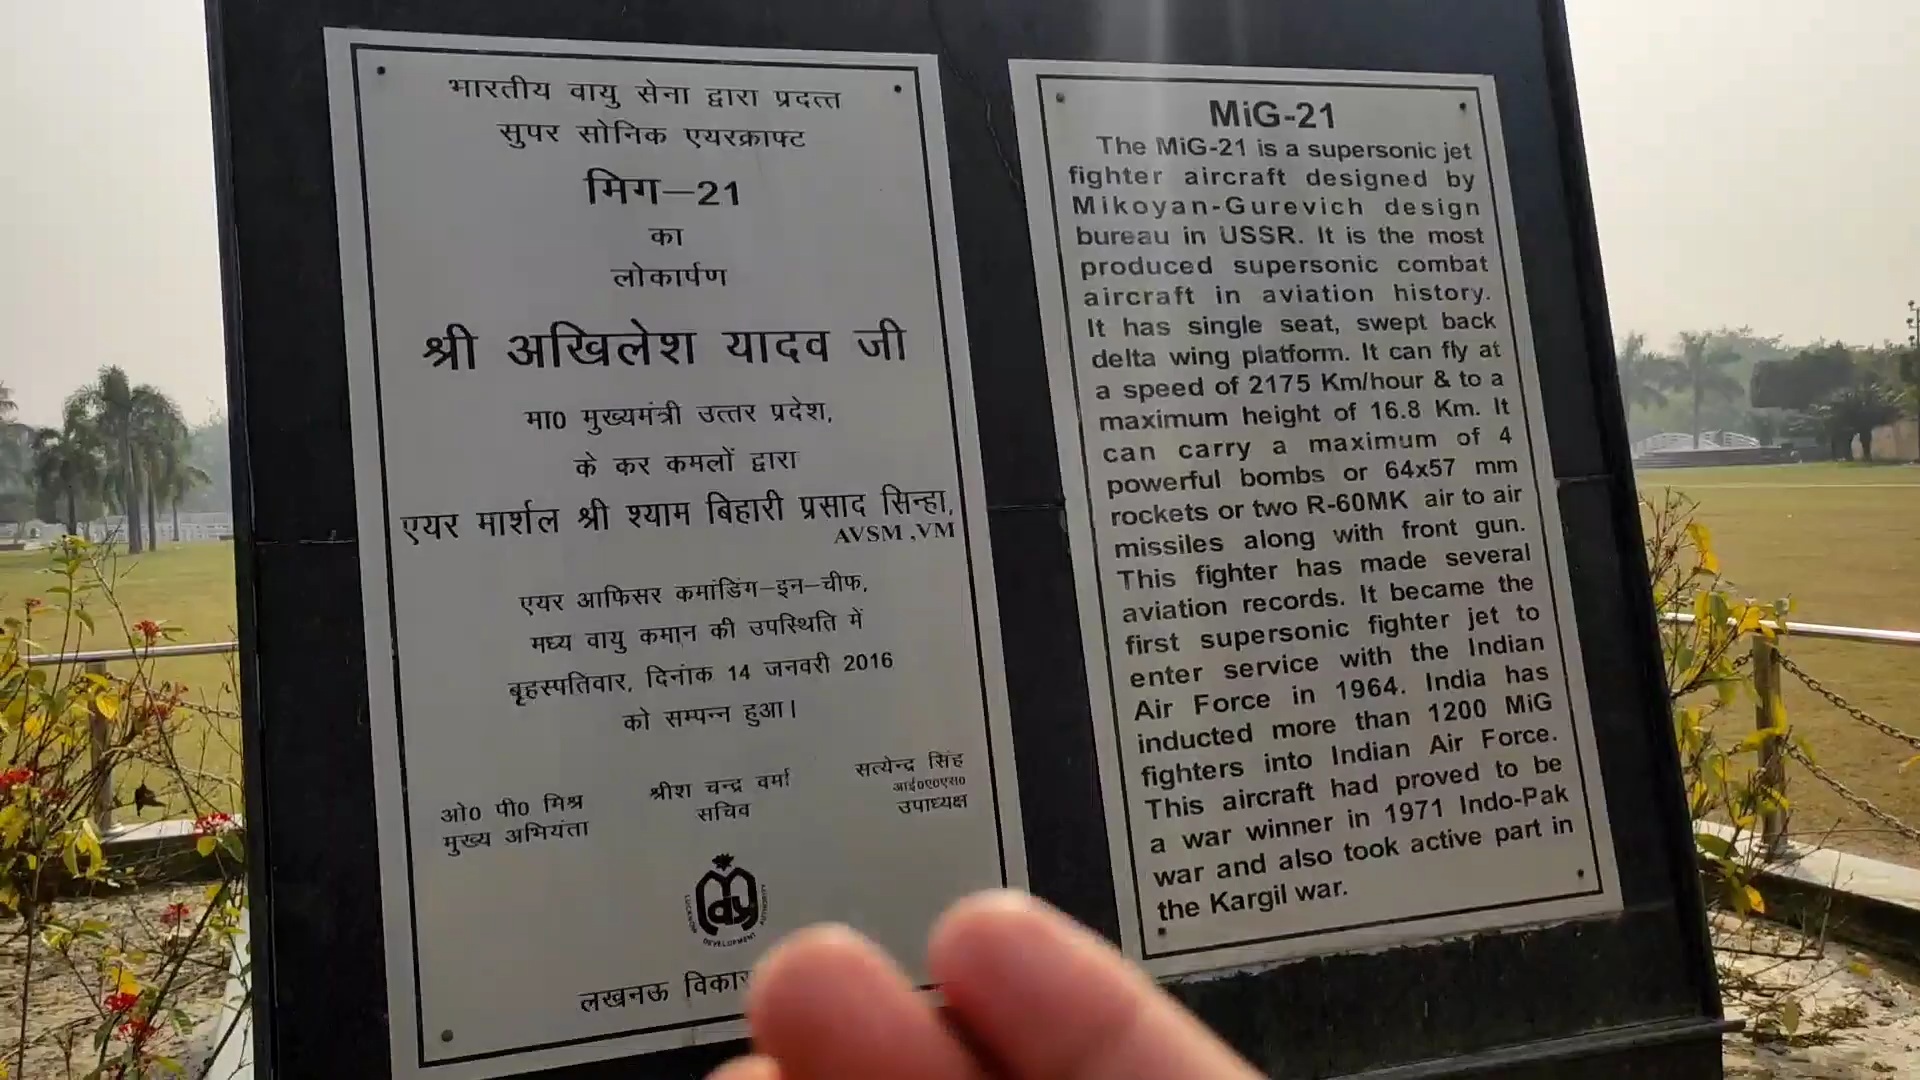 भारतीय वायु सेना द्वारा प्रदत्त
सुपर सोनिक एयरक्राफ्ट
मिग–21
का
लोकार्पण
श्री अखिलेश यादव जी
मा0 मुख्यमंत्री उत्तर प्रदेश,
के कर कमलों द्वारा
एयर मार्शल श्री श्याम बिहारी प्रसाद सिन्हा,
AVSM ,VM
एयर आफिसर कमांडिंग–इन–चीफ,
मध्य वायु कमान की उपस्थिति में
बृहस्पतिवार, दिनांक 14 जनवरी 2016
को सम्पन्न हुआ।
ओ0 पी0 मिश्र
मुख्य अभियंता
श्रीश चन्द्र वर्मा
सचिव
सत्येन्द्र सिंह
आई०ए०एस०
उपाध्यक्ष
LUCKNOW DEVELOPMENT AUTHORITY
लखनऊ विकास
MiG-21
The MiG-21 is a supersonic jet
fighter aircraft designed by
Mikoyan-Gurevich design
bureau in USSR. It is the most
produced supersonic combat
aircraft in aviation history.
It has single seat, swept back
delta wing platform. It can fly at
a speed of 2175 Km/hour & to a
maximum height of 16.8 Km. It
can carry a maximum of 4
powerful bombs or 64x57 mm
rockets or two R-60MK air to air
missiles along with front gun.
This fighter has made several
aviation records. It became the
first supersonic fighter jet to
enter service with the Indian
Air Force in 1964. India has
inducted more than 1200 MiG
fighters into Indian Air Force.
This aircraft had proved to be
a war winner in 1971 Indo-Pak
war and also took active part in
the Kargil war.